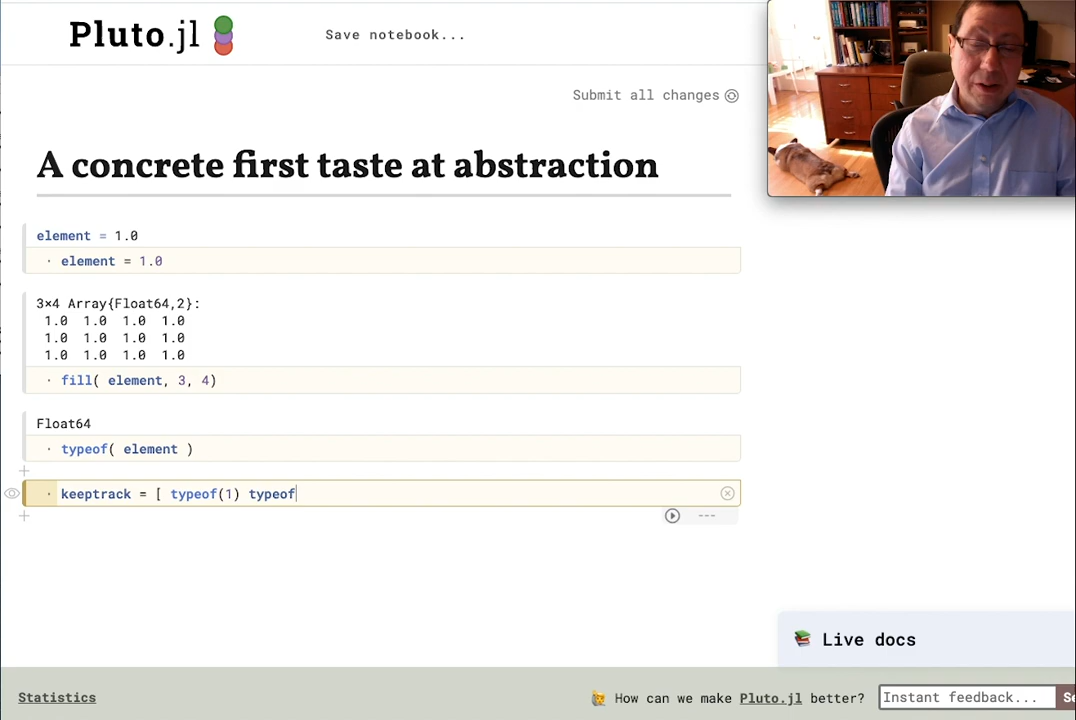 Pluto.jl
Save notebook...
Submit all changes
A concrete first taste at abstraction
element = 1.0
element = 1.0
3×4 Array{Float64,2}:
1.0 1.0 1.0 1.0
1.0 1.0 1.0 1.0
1.0 1.0 1.0 1.0
fill( element, 3, 4)
Float64
typeof( element )
keeptrack = [ typeof(1) typeof
---
Live docs
Statistics
How can we make Pluto.jl better?
Instant feedback...
Se